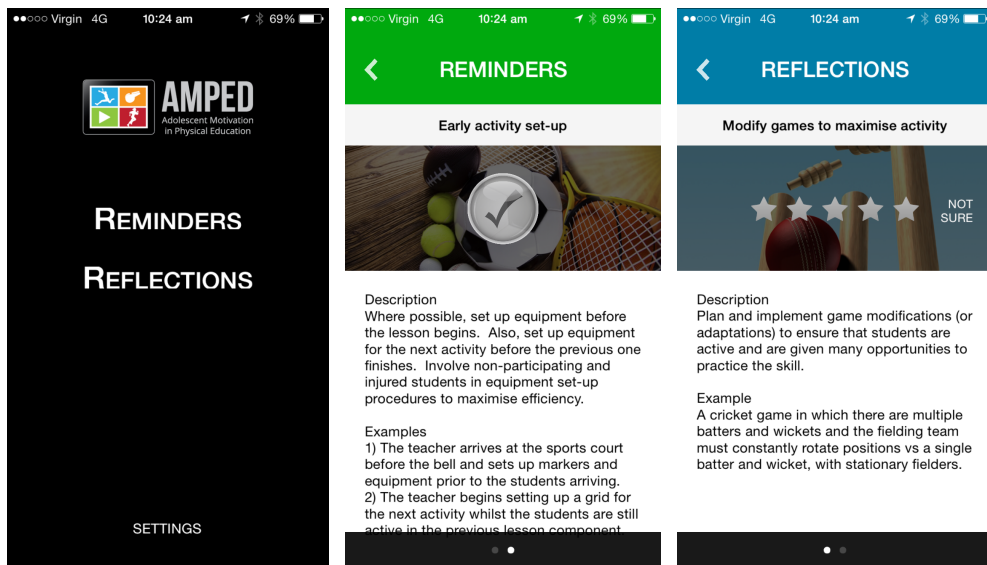 Virgin 4G 10:24 am 69%
AMPED
Adolescent Motivation
in Physical Education
REMINDERS
REFLECTIONS
SETTINGS
Virgin 4G 10:24 am 69%
REMINDERS
Early activity set-up
Description
Where possible, set up equipment before
the lesson begins.  Also, set up equipment
for the next activity before the previous one
finishes.  Involve non-participating and
injured students in equipment set-up
procedures to maximise efficiency.
Examples
1) The teacher arrives at the sports court
before the bell and sets up markers and
equipment prior to the students arriving.
2) The teacher begins setting up a grid for
the next activity whilst the students are still
active in the previous lesson component.
Virgin 4G 10:24 am 69%
REFLECTIONS
Modify games to maximise activity
NOT
SURE
Description
Plan and implement game modifications (or
adaptations) to ensure that students are
active and are given many opportunities to
practice the skill.
Example
A cricket game in which there are multiple
batters and wickets and the fielding team
must constantly rotate positions vs a single
batter and wicket, with stationary fielders.